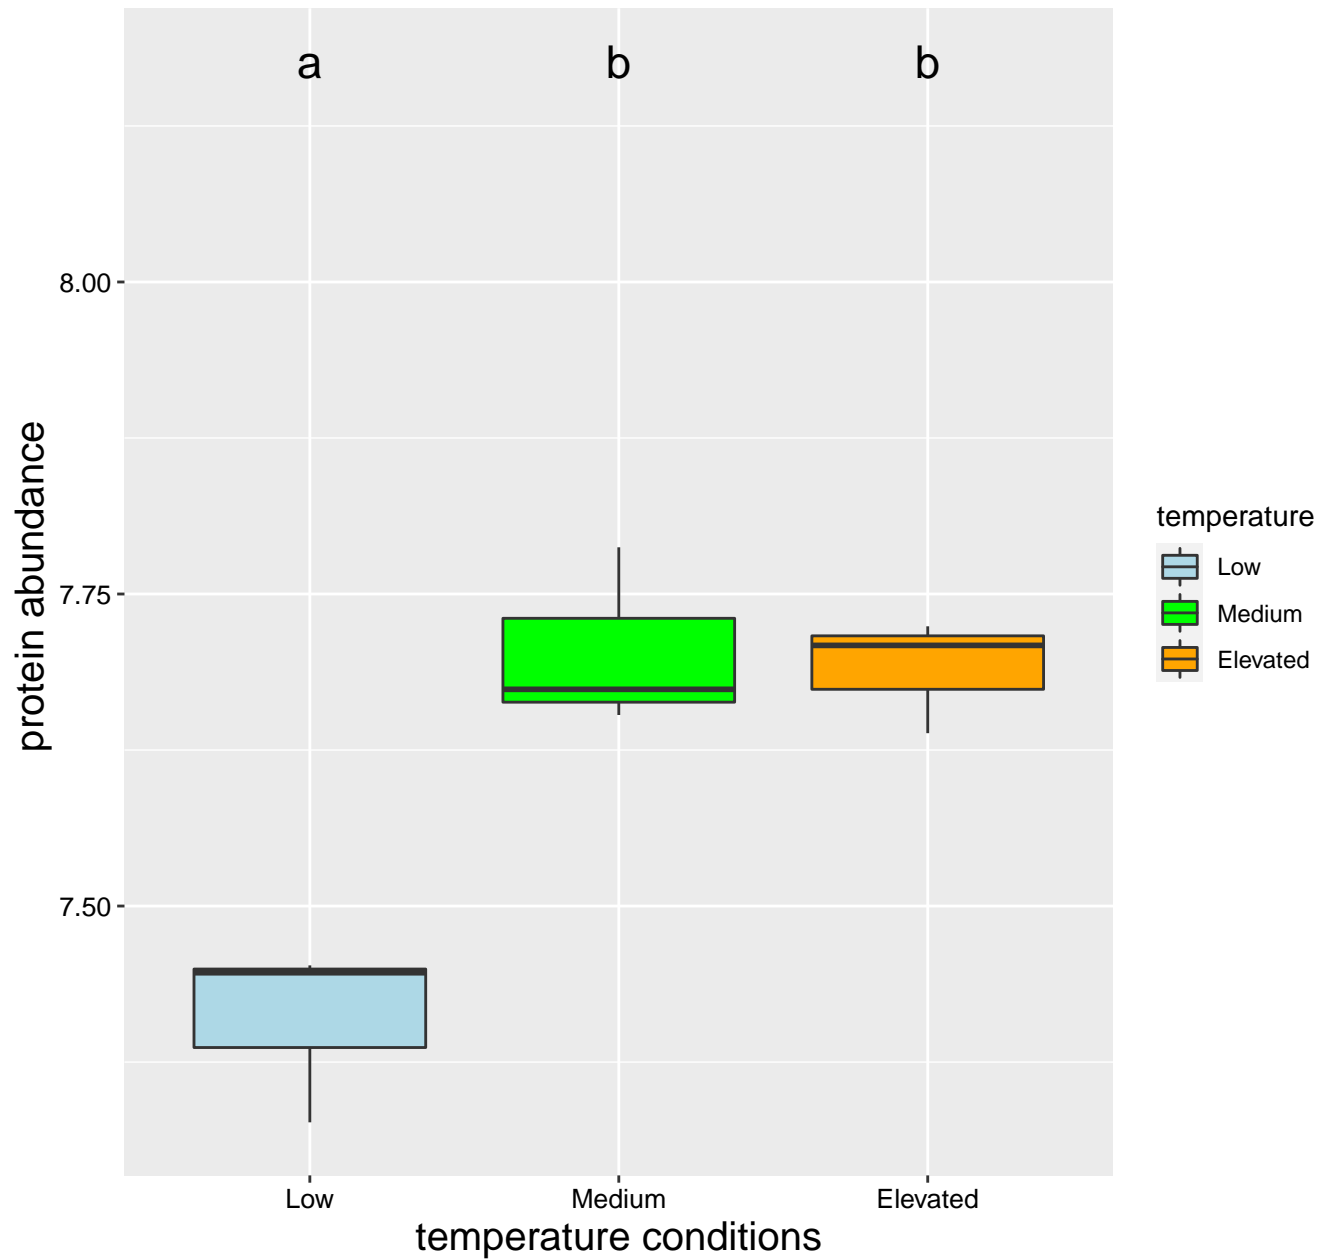 a b b
8.00
7.75
7.50
protein abundance
Low Medium Elevated
temperature conditions
temperature
Low
Medium
Elevated